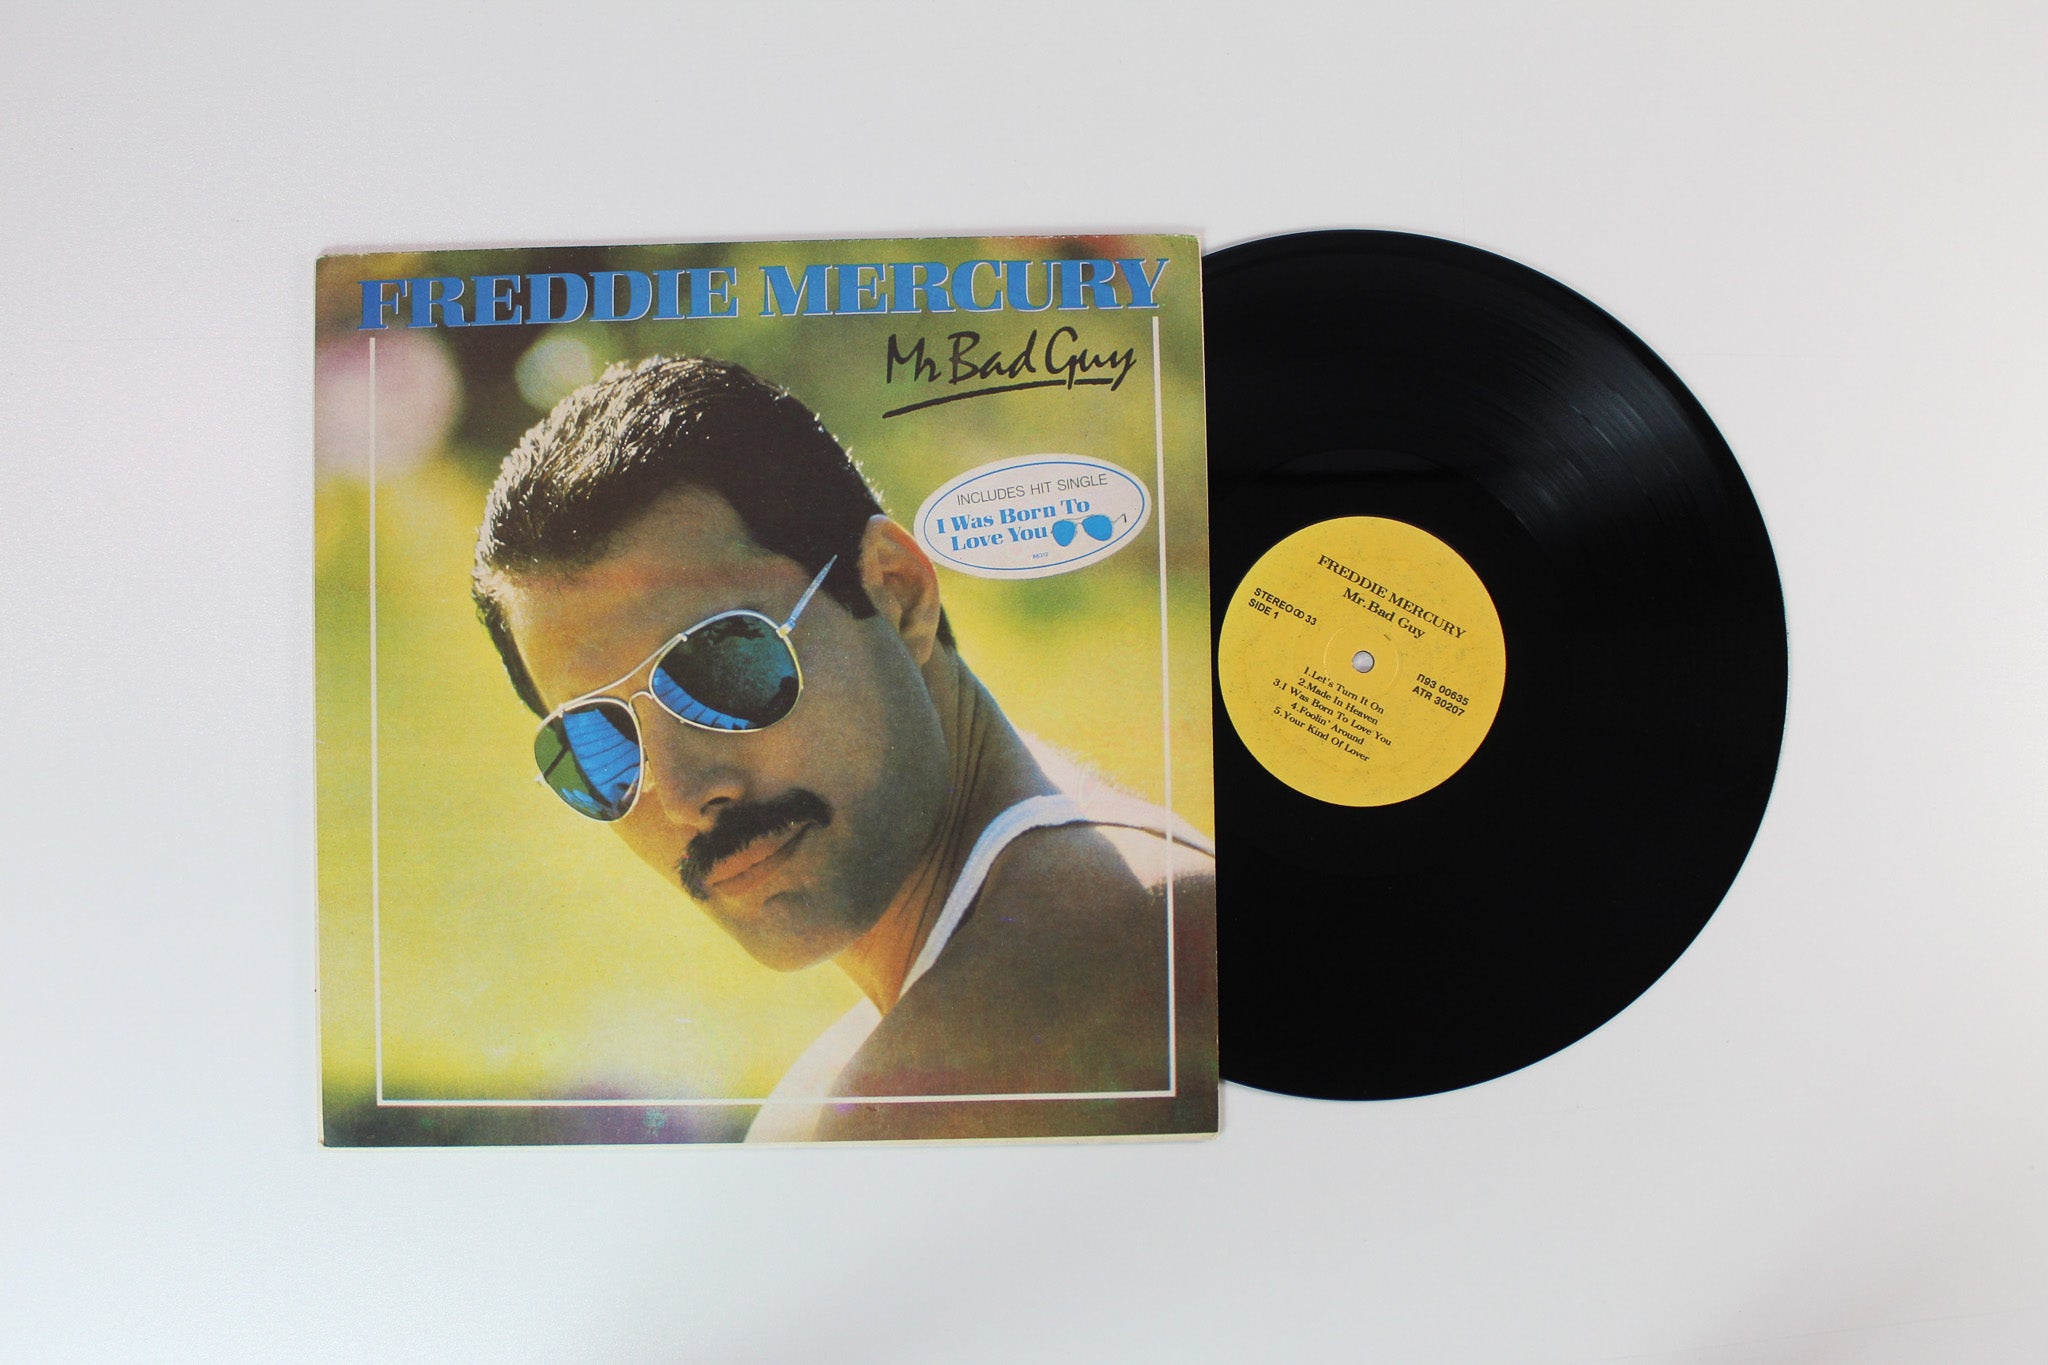 FREDDIE MERCURY
Mr Bad Guy
INCLUDES HIT SINGLE
I Was Born To
Love You
86312
FREDDIE MERCURY
Mr. Bad Guy
STEREO 33
SIDE 1
П93 00635
ATR 30207
1.Let's Turn It On
2.Made In Heaven
3.I Was Born To Love You
4.Foolin' Around
5.Your Kind Of Lover